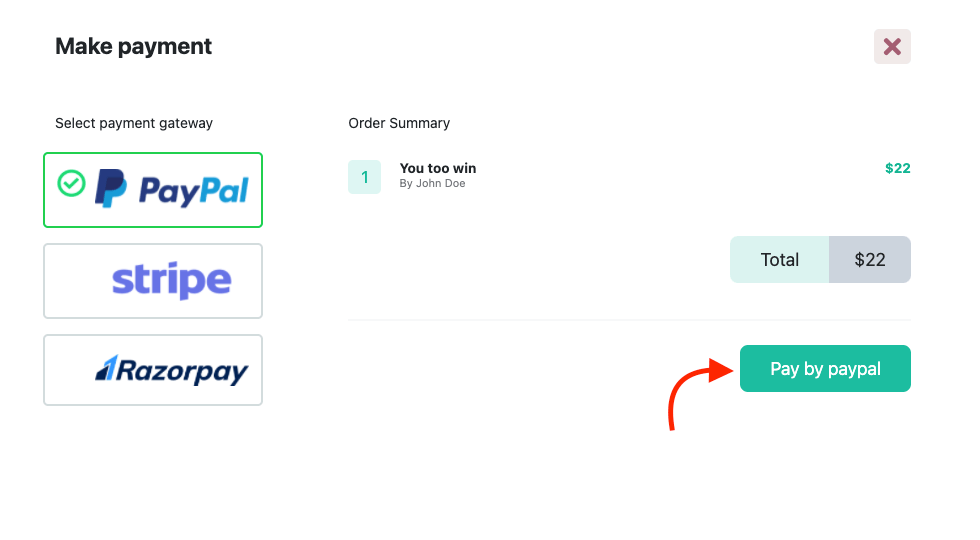 Make payment
Select payment gateway
PayPal
stripe
Razorpay
Order Summary
1
You too win
$22
By John Doe
Total
$22
Pay by paypal